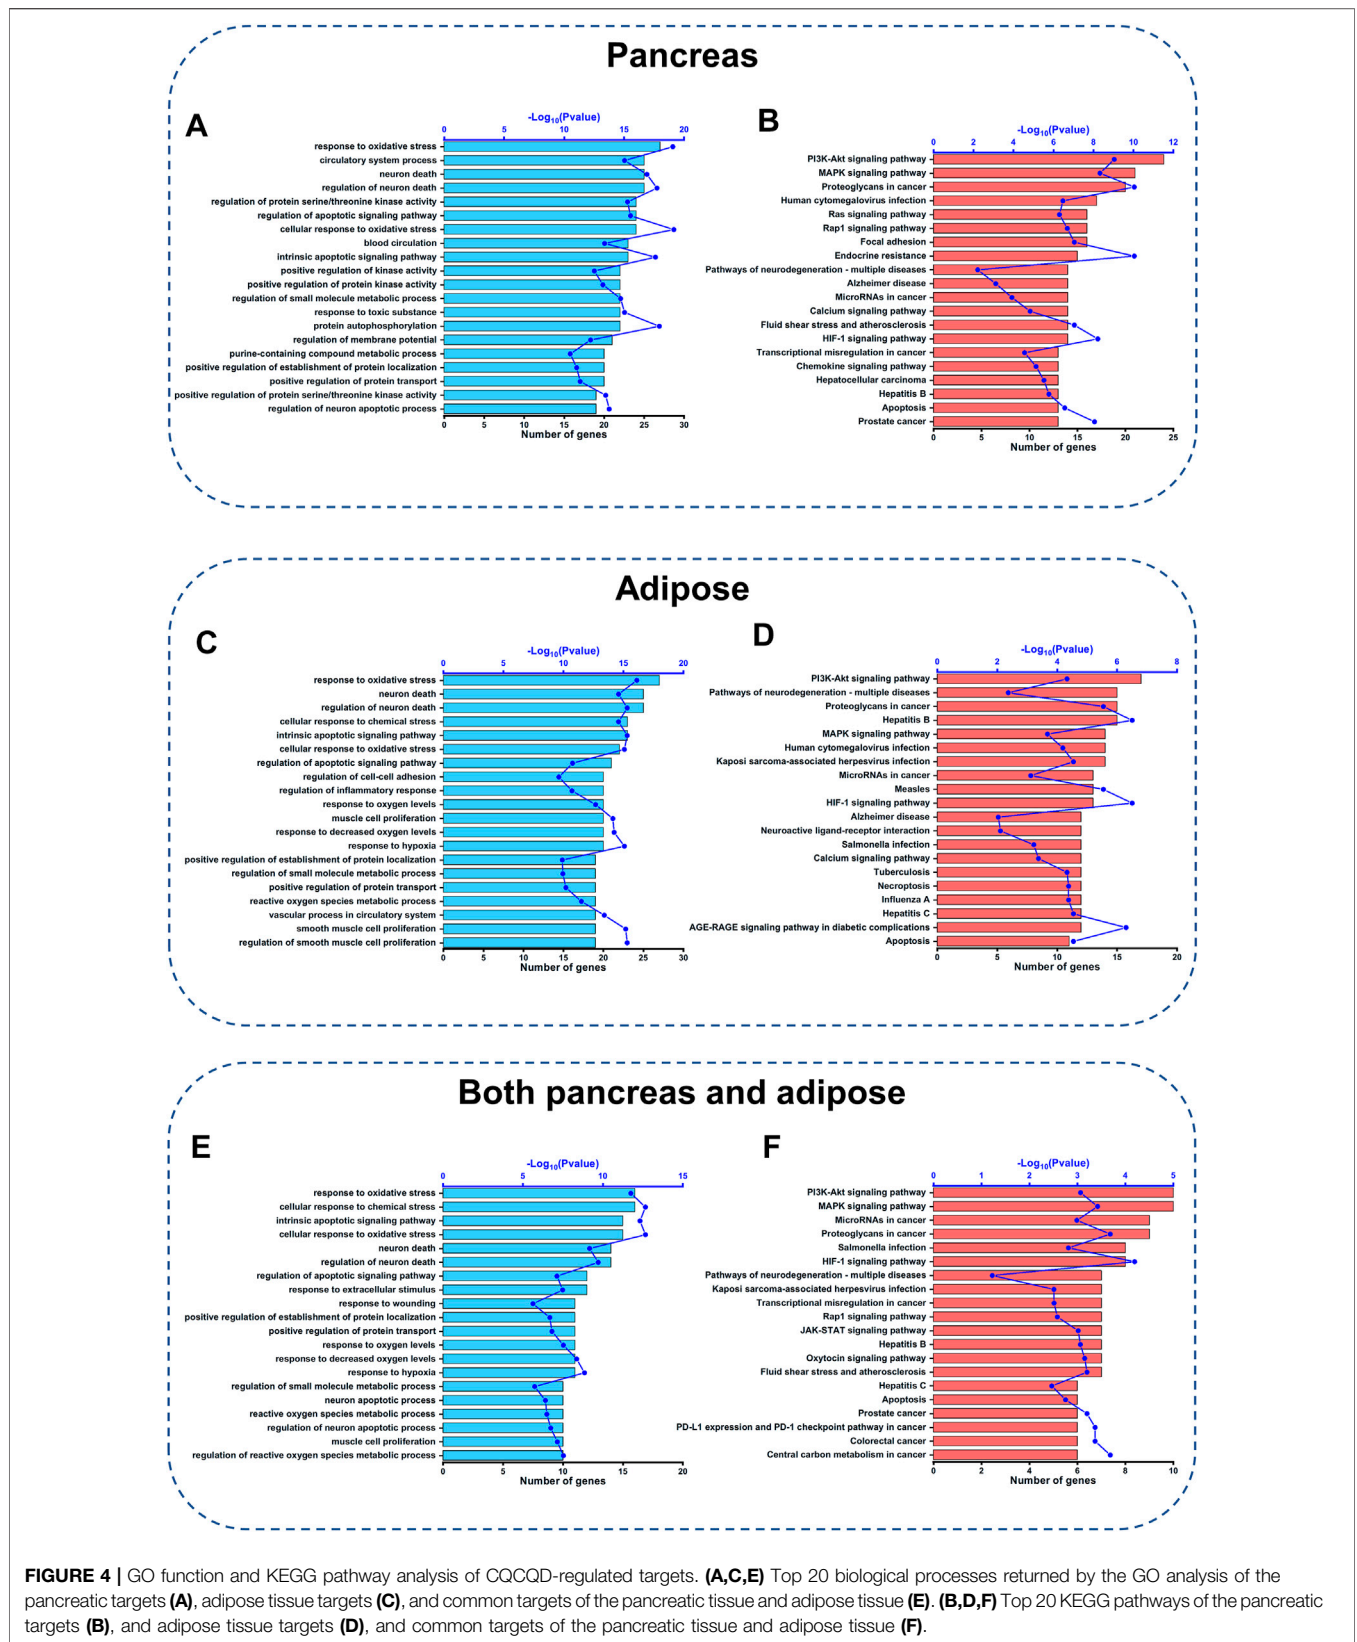 Pancreas
A
-Log10(Pvalue)
0 5 10 15 20
response to oxidative stress
circulatory system process
neuron death
regulation of neuron death
regulation of protein serine/threonine kinase activity
regulation of apoptotic signaling pathway
cellular response to oxidative stress
blood circulation
intrinsic apoptotic signaling pathway
positive regulation of kinase activity
positive regulation of protein kinase activity
regulation of small molecule metabolic process
response to toxic substance
protein autophosphorylation
regulation of membrane potential
purine-containing compound metabolic process
positive regulation of establishment of protein localization
positive regulation of protein transport
positive regulation of protein serine/threonine kinase activity
regulation of neuron apoptotic process
0 5 10 15 20 25 30
Number of genes
B
-Log10(Pvalue)
0 2 4 6 8 10 12
PI3K-Akt signaling pathway
MAPK signaling pathway
Proteoglycans in cancer
Human cytomegalovirus infection
Ras signaling pathway
Rap1 signaling pathway
Focal adhesion
Endocrine resistance
Pathways of neurodegeneration - multiple diseases
Alzheimer disease
MicroRNAs in cancer
Calcium signaling pathway
Fluid shear stress and atherosclerosis
HIF-1 signaling pathway
Transcriptional misregulation in cancer
Chemokine signaling pathway
Hepatocellular carcinoma
Hepatitis B
Apoptosis
Prostate cancer
0 5 10 15 20 25
Number of genes
Adipose
C
-Log10(Pvalue)
0 5 10 15 20
response to oxidative stress
neuron death
regulation of neuron death
cellular response to chemical stress
intrinsic apoptotic signaling pathway
cellular response to oxidative stress
regulation of apoptotic signaling pathway
regulation of cell-cell adhesion
regulation of inflammatory response
response to oxygen levels
muscle cell proliferation
response to decreased oxygen levels
response to hypoxia
positive regulation of establishment of protein localization
regulation of small molecule metabolic process
positive regulation of protein transport
reactive oxygen species metabolic process
vascular process in circulatory system
smooth muscle cell proliferation
regulation of smooth muscle cell proliferation
0 5 10 15 20 25 30
Number of genes
D
-Log10(Pvalue)
0 2 4 6 8
PI3K-Akt signaling pathway
Pathways of neurodegeneration - multiple diseases
Proteoglycans in cancer
Hepatitis B
MAPK signaling pathway
Human cytomegalovirus infection
Kaposi sarcoma-associated herpesvirus infection
MicroRNAs in cancer
Measles
HIF-1 signaling pathway
Alzheimer disease
Neuroactive ligand-receptor interaction
Salmonella infection
Calcium signaling pathway
Tuberculosis
Necroptosis
Influenza A
Hepatitis C
AGE-RAGE signaling pathway in diabetic complications
Apoptosis
0 5 10 15 20
Number of genes
Both pancreas and adipose
E
-Log10(Pvalue)
0 5 10 15
response to oxidative stress
cellular response to chemical stress
intrinsic apoptotic signaling pathway
cellular response to oxidative stress
neuron death
regulation of neuron death
regulation of apoptotic signaling pathway
response to extracellular stimulus
response to wounding
positive regulation of establishment of protein localization
positive regulation of protein transport
response to oxygen levels
response to decreased oxygen levels
response to hypoxia
regulation of small molecule metabolic process
neuron apoptotic process
reactive oxygen species metabolic process
regulation of neuron apoptotic process
muscle cell proliferation
regulation of reactive oxygen species metabolic process
0 5 10 15 20
Number of genes
F
-Log10(Pvalue)
0 1 2 3 4 5
PI3K-Akt signaling pathway
MAPK signaling pathway
MicroRNAs in cancer
Proteoglycans in cancer
Salmonella infection
HIF-1 signaling pathway
Pathways of neurodegeneration - multiple diseases
Kaposi sarcoma-associated herpesvirus infection
Transcriptional misregulation in cancer
Rap1 signaling pathway
JAK-STAT signaling pathway
Hepatitis B
Oxytocin signaling pathway
Fluid shear stress and atherosclerosis
Hepatitis C
Apoptosis
Prostate cancer
PD-L1 expression and PD-1 checkpoint pathway in cancer
Colorectal cancer
Central carbon metabolism in cancer
0 2 4 6 8 10
Number of genes
FIGURE 4 | GO function and KEGG pathway analysis of CQCQD-regulated targets. (A,C,E) Top 20 biological processes returned by the GO analysis of the
pancreatic targets (A), adipose tissue targets (C), and common targets of the pancreatic tissue and adipose tissue (E). (B,D,F) Top 20 KEGG pathways of the pancreatic
targets (B), and adipose tissue targets (D), and common targets of the pancreatic tissue and adipose tissue (F).